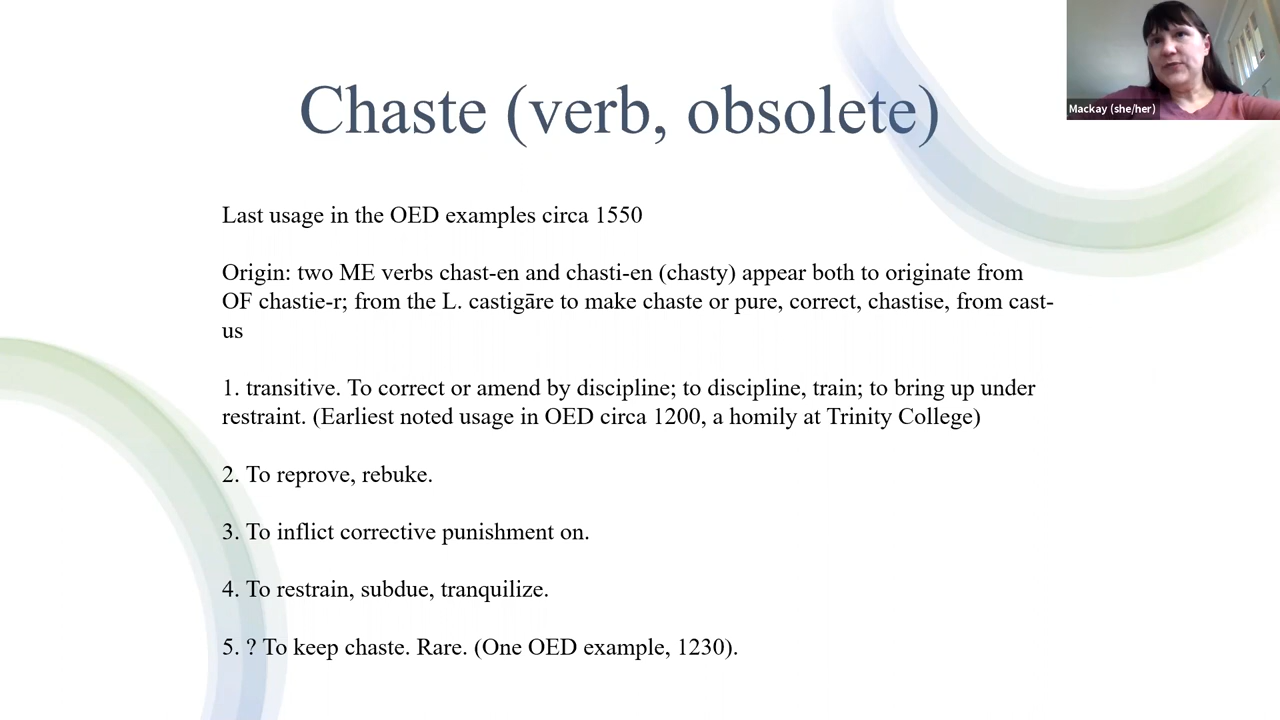 Chaste (verb, obsolete)
Mackay (she/her)
Last usage in the OED examples circa 1550
Origin: two ME verbs chast-en and chasti-en (chasty) appear both to originate from
OF chastie-r; from the L. castigāre to make chaste or pure, correct, chastise, from cast-
us
1. transitive. To correct or amend by discipline; to discipline, train; to bring up under
restraint. (Earliest noted usage in OED circa 1200, a homily at Trinity College)
2. To reprove, rebuke.
3. To inflict corrective punishment on.
4. To restrain, subdue, tranquilize.
5. ? To keep chaste. Rare. (One OED example, 1230).